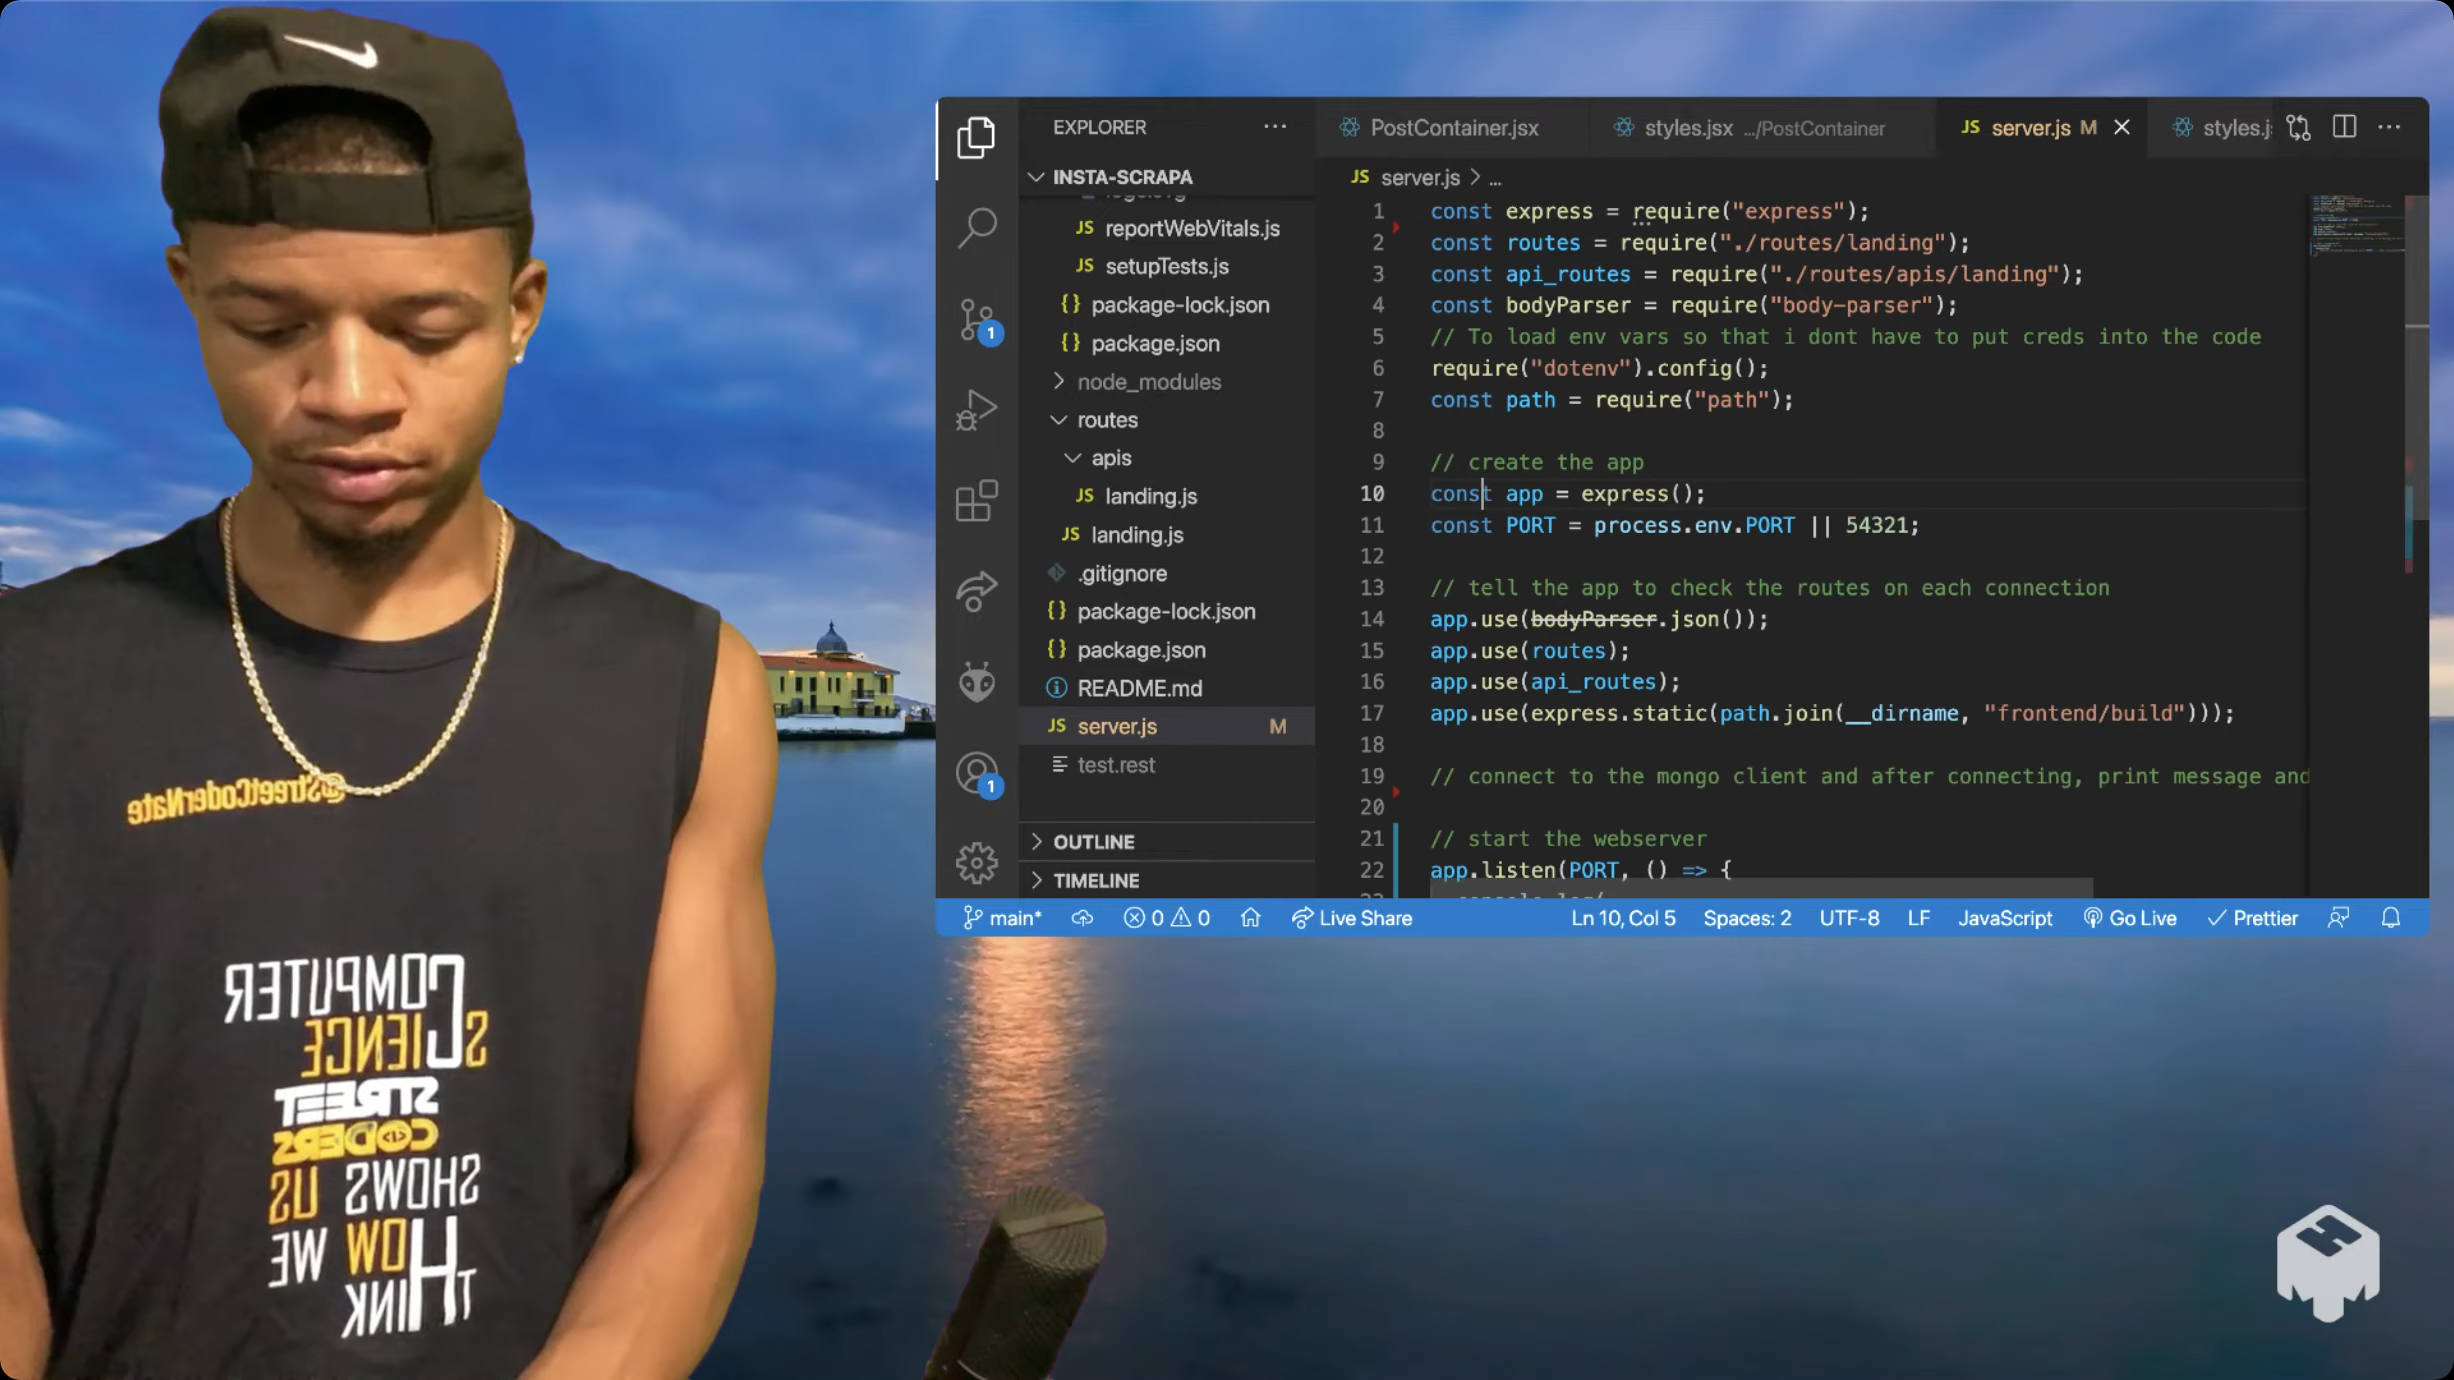 @StreetCoderNate
COMPUTER
SCIENCE
STREET
CODERS
SHOWS US
HOW WE
THINK
EXPLORER
INSTA-SCRAPA
reportWebVitals.js
setupTests.js
package-lock.json
package.json
node_modules
routes
apis
landing.js
landing.js
.gitignore
package-lock.json
package.json
README.md
server.js M
test.rest
OUTLINE
TIMELINE
PostContainer.jsx styles.jsx .../PostContainer server.js M styles.j
server.js > ...
1 const express = require("express");
2 const routes = require("./routes/landing");
3 const api_routes = require("./routes/apis/landing");
4 const bodyParser = require("body-parser");
5 // To load env vars so that i dont have to put creds into the code
6 require("dotenv").config();
7 const path = require("path");
8
9 // create the app
10 const app = express();
11 const PORT = process.env.PORT || 54321;
12
13 // tell the app to check the routes on each connection
14 app.use(bodyParser.json());
15 app.use(routes);
16 app.use(api_routes);
17 app.use(express.static(path.join(__dirname, "frontend/build")));
18
19 // connect to the mongo client and after connecting, print message and
20
21 // start the webserver
22 app.listen(PORT, () => {
main* 0 0 Live Share Ln 10, Col 5 Spaces: 2 UTF-8 LF JavaScript Go Live Prettier